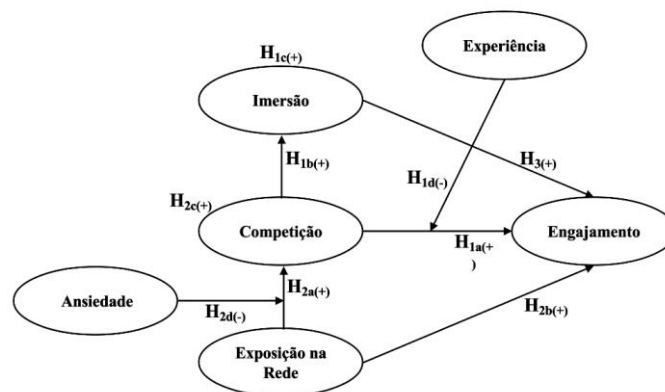 Experiência
H1c(+)
Imersão
H1b(+)
H3(+)
H1d(-)
H2c(+)
Competição
H1a(+
)
Engajamento
H2a(+)
Ansiedade
H2d(-)
H2b(+)
Exposição na
Rede